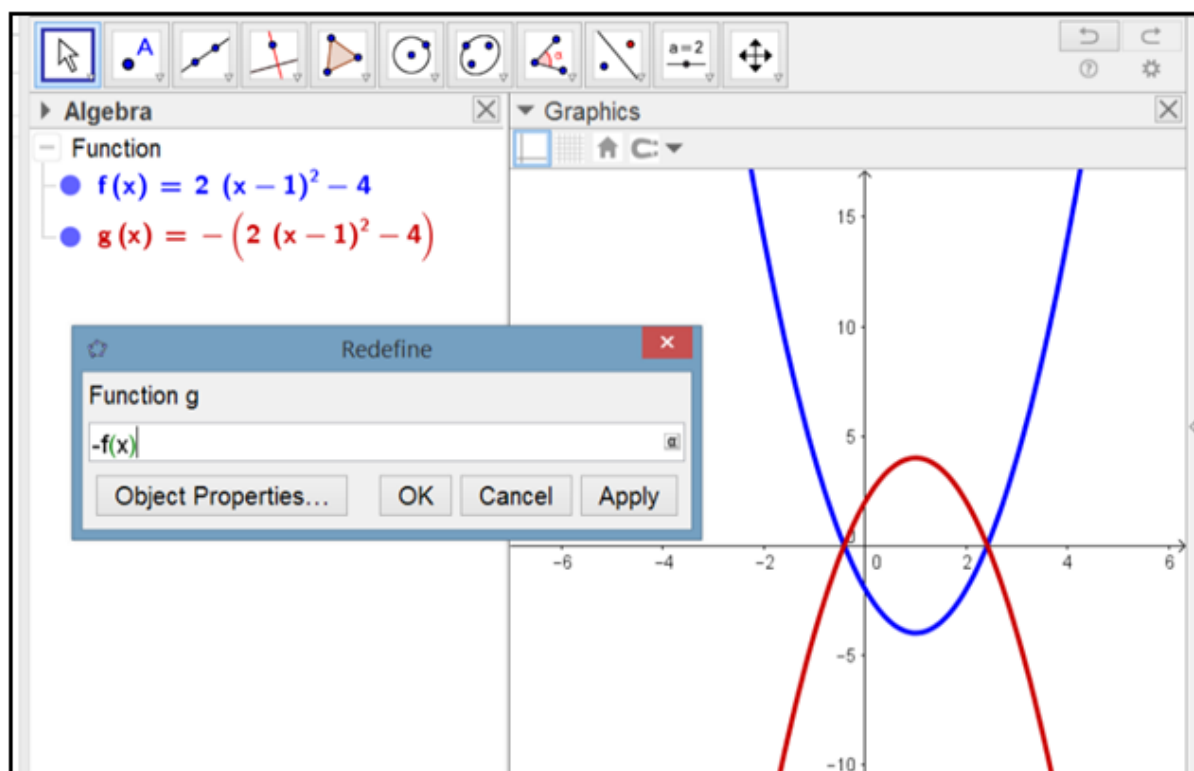 A
α
a = 2
Algebra
Graphics
Function
f(x) = 2 (x – 1)² – 4
g(x) = – (2 (x – 1)² – 4)
Redefine
Function g
-f(x)
α
Object Properties...
OK
Cancel
Apply
15
10
5
0
-6
-4
-2
0
2
4
6
-5
-10